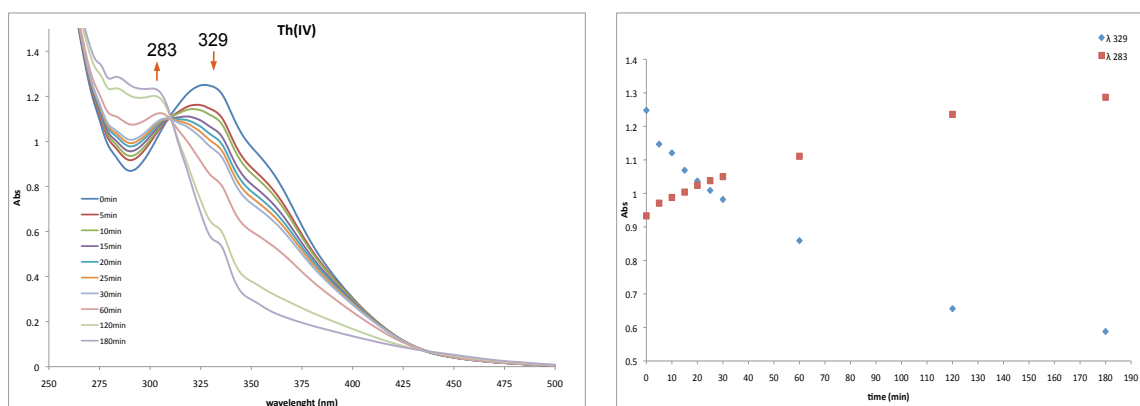 Th(IV)
283
329
Abs
1.4
1.2
1
0.8
0.6
0.4
0.2
0
0min
5min
10min
15min
20min
25min
30min
60min
120min
180min
250 275 300 325 350 375 400 425 450 475 500
wavelenght (nm)
λ 329
λ 283
Abs
1.4
1.3
1.2
1.1
1
0.9
0.8
0.7
0.6
0.5
0 10 20 30 40 50 60 70 80 90 100 110 120 130 140 150 160 170 180 190
time (min)